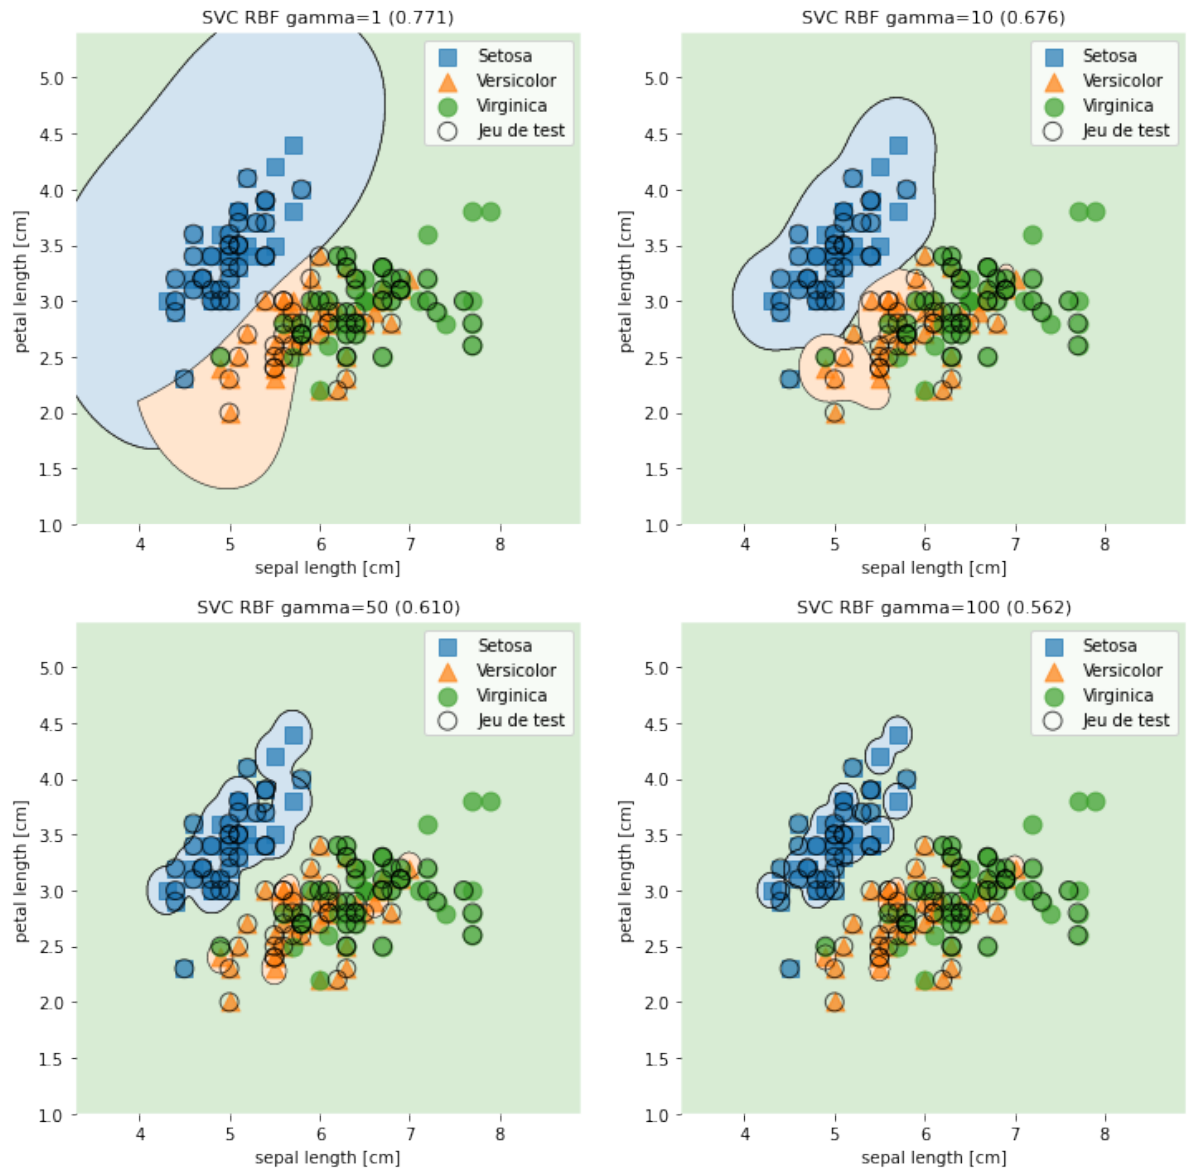 SVC RBF gamma=1 (0.771)
Setosa
Versicolor
Virginica
Jeu de test
5.0
4.5
4.0
3.5
3.0
2.5
2.0
1.5
1.0
petal length [cm]
4 5 6 7 8
sepal length [cm]
SVC RBF gamma=10 (0.676)
Setosa
Versicolor
Virginica
Jeu de test
5.0
4.5
4.0
3.5
3.0
2.5
2.0
1.5
1.0
petal length [cm]
4 5 6 7 8
sepal length [cm]
SVC RBF gamma=50 (0.610)
Setosa
Versicolor
Virginica
Jeu de test
5.0
4.5
4.0
3.5
3.0
2.5
2.0
1.5
1.0
petal length [cm]
4 5 6 7 8
sepal length [cm]
SVC RBF gamma=100 (0.562)
Setosa
Versicolor
Virginica
Jeu de test
5.0
4.5
4.0
3.5
3.0
2.5
2.0
1.5
1.0
petal length [cm]
4 5 6 7 8
sepal length [cm]